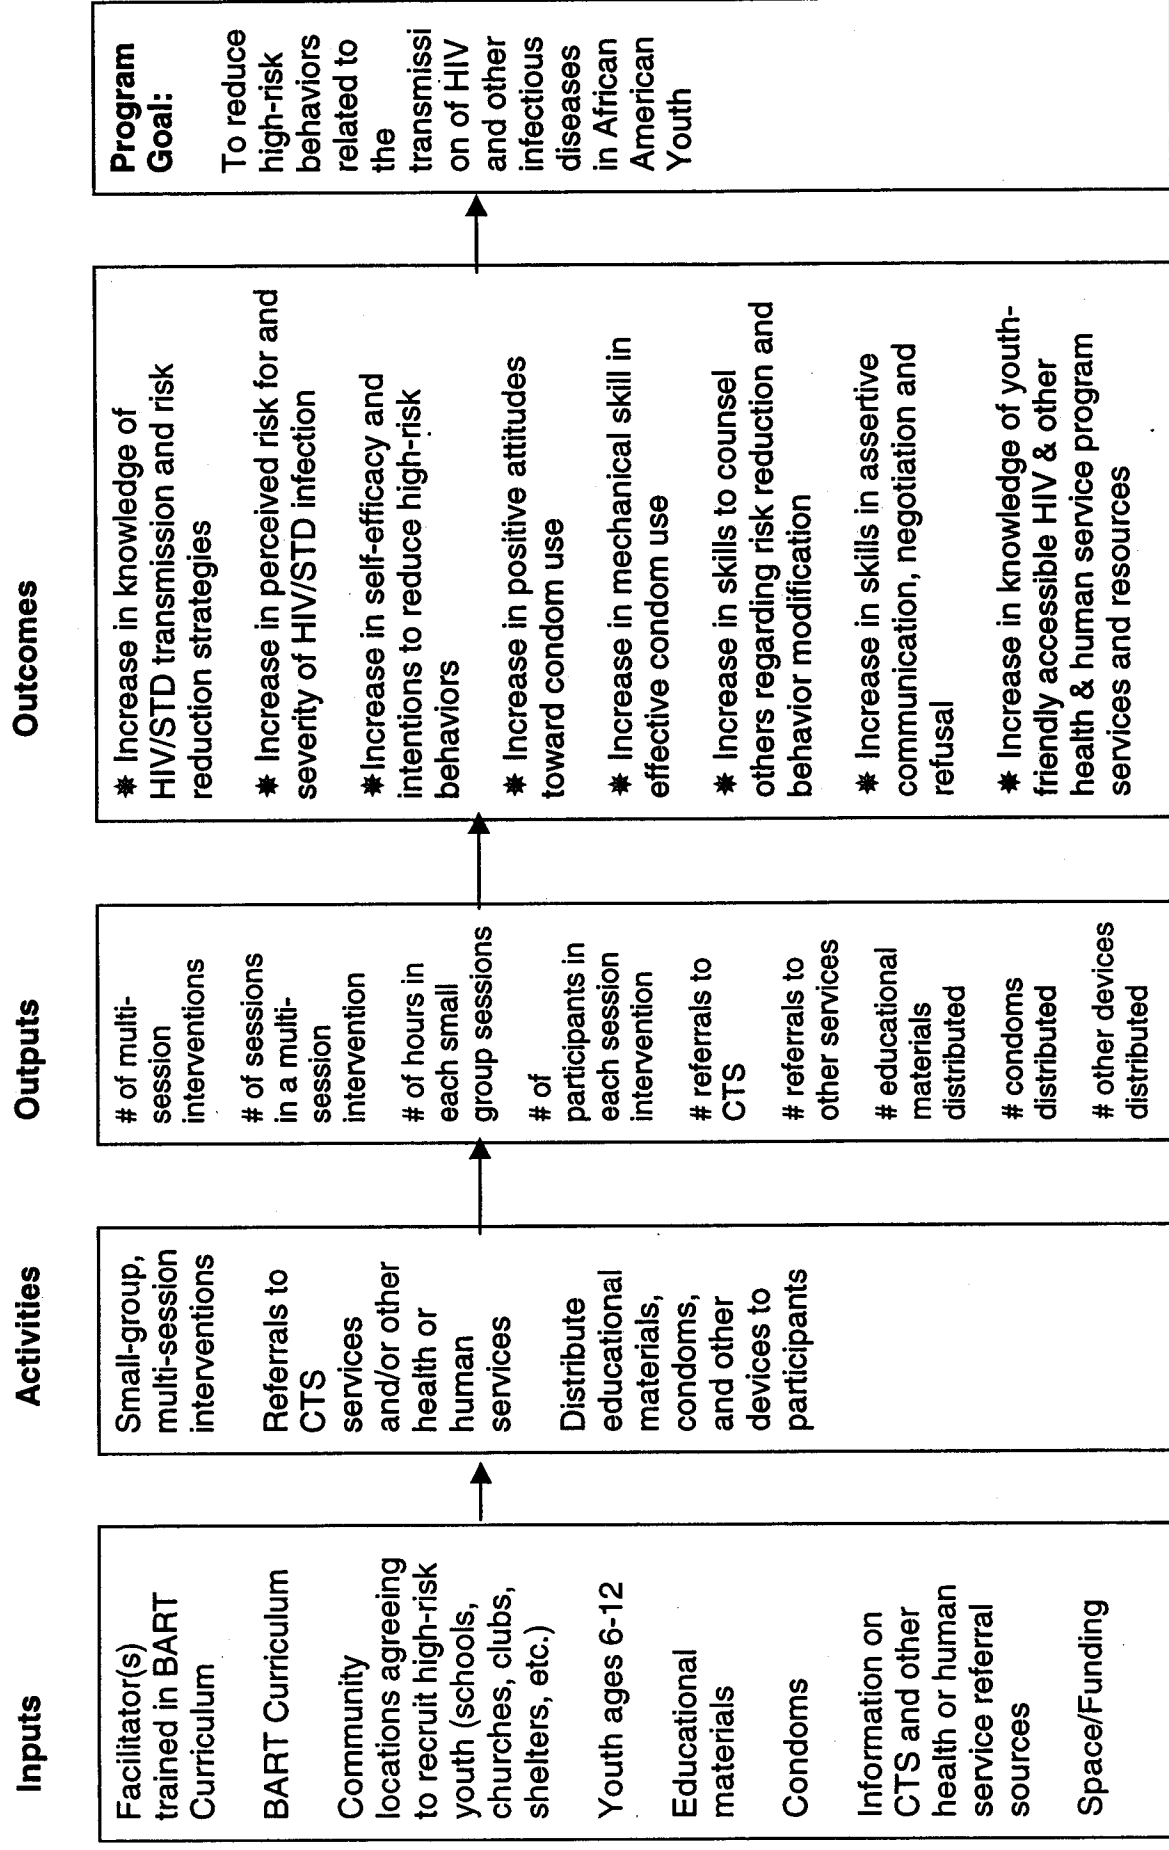 Inputs
Facilitator(s)
trained in BART
Curriculum
BART Curriculum
Community
locations agreeing
to recruit high-risk
youth (schools,
churches, clubs,
shelters, etc.)
Youth ages 6-12
Educational
materials
Condoms
Information on
CTS and other
health or human
service referral
sources
Space/Funding
Activities
Small-group,
multi-session
interventions
Referrals to
CTS
services
and/or other
health or
human
services
Distribute
educational
materials,
condoms,
and other
devices to
participants
Outputs
# of multi-
session
interventions
# of sessions
in a multi-
session
intervention
# of hours in
each small
group sessions
# of
participants in
each session
intervention
# referrals to
CTS
# referrals to
other services
# educational
materials
distributed
# condoms
distributed
# other devices
distributed
Outcomes
✷ Increase in knowledge of
HIV/STD transmission and risk
reduction strategies
✷ Increase in perceived risk for and
severity of HIV/STD infection
✷Increase in self-efficacy and
intentions to reduce high-risk
behaviors
✷ Increase in positive attitudes
toward condom use
✷ Increase in mechanical skill in
effective condom use
✷ Increase in skills to counsel
others regarding risk reduction and
behavior modification
✷ Increase in skills in assertive
communication, negotiation and
refusal
✷ Increase in knowledge of youth-
friendly accessible HIV & other
health & human service program
services and resources
Program
Goal:
To reduce
high-risk
behaviors
related to
the
transmissi
on of HIV
and other
infectious
diseases
in African
American
Youth